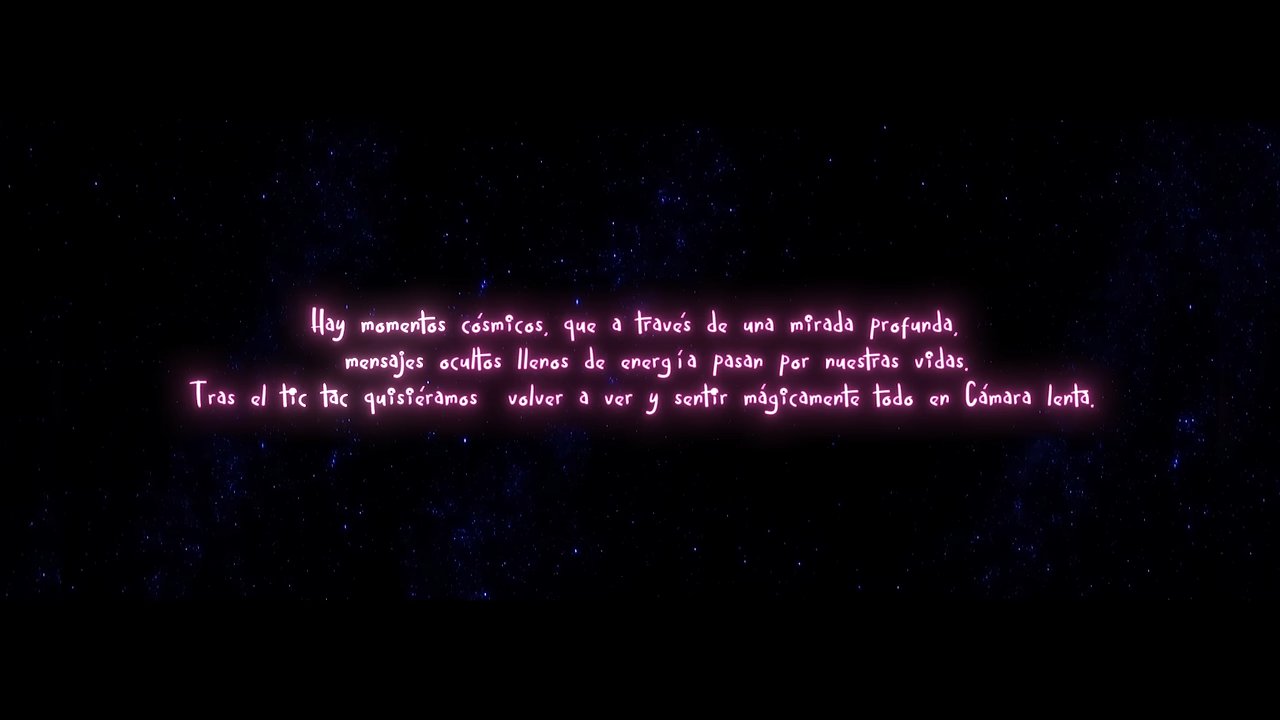 Hay momentos cósmicos, que a través de una mirada profunda,
mensajes ocultos llenos de energía pasan por nuestras vidas.
Tras el tic tac quisiéramos volver a ver y sentir mágicamente todo en Cámara lenta.